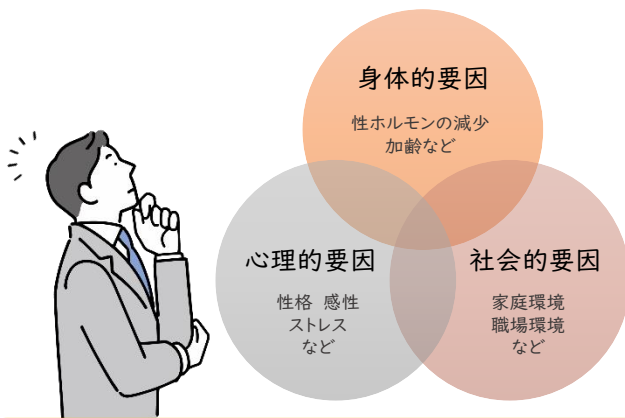 身体的要因
性ホルモンの減少
加齢など
心理的要因
性格 感性
ストレス
など
社会的要因
家庭環境
職場環境
など